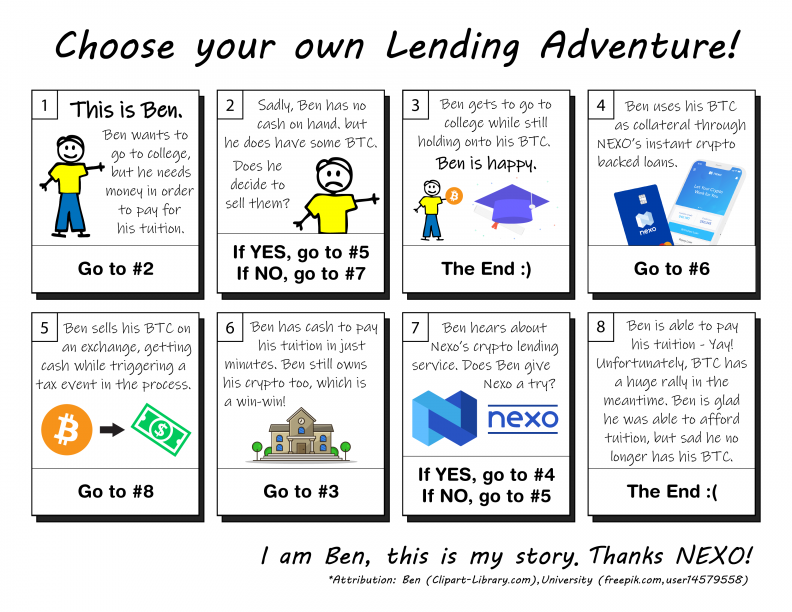 Choose your own Lending Adventure!
1
This is Ben.
Ben wants to
go to college,
but he needs
money in order
to pay for
his tuition.
Go to #2
2
Sadly, Ben has no
cash on hand. but
he does have some BTC.
Does he
decide to
sell them?
If YES, go to #5
If NO, go to #7
3
Ben gets to go to
college while still
holding onto his BTC.
Ben is happy.
The End :)
4
Ben uses his BTC
as collateral through
NEXO's instant crypto
backed loans.
nexo
Go to #6
5
Ben sells his BTC on
an exchange, getting
cash while triggering a
tax event in the process.
Go to #8
6
Ben has cash to pay
his tuition in just
minutes. Ben still owns
his crypto too, which is
a win-win!
Go to #3
7
Ben hears about
Nexo's crypto lending
service. Does Ben give
Nexo a try?
nexo
If YES, go to #4
If NO, go to #5
8
Ben is able to pay
his tuition - Yay!
Unfortunately, BTC has
a huge rally in the
meantime. Ben is glad
he was able to afford
tuition, but sad he no
longer has his BTC.
The End :(
I am Ben, this is my story. Thanks NEXO!
*Attribution: Ben (Clipart-Library.com),University (freepik.com,user14579558)